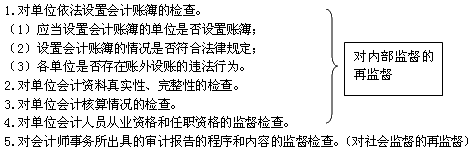 1.对单位依法设置会计账簿的检查。
（1）应当设置会计账簿的单位是否设置账簿；
（2）设置会计账簿的情况是否符合法律规定；
（3）各单位是否存在账外设账的违法行为。
2.对单位会计资料真实性、完整性的检查。
3.对单位会计核算情况的检查。
4.对单位会计人员从业资格和任职资格的监督检查。
5.对会计师事务所出具的审计报告的程序和内容的监督检查。（对社会监督的再监督）
对内部监督的
再监督